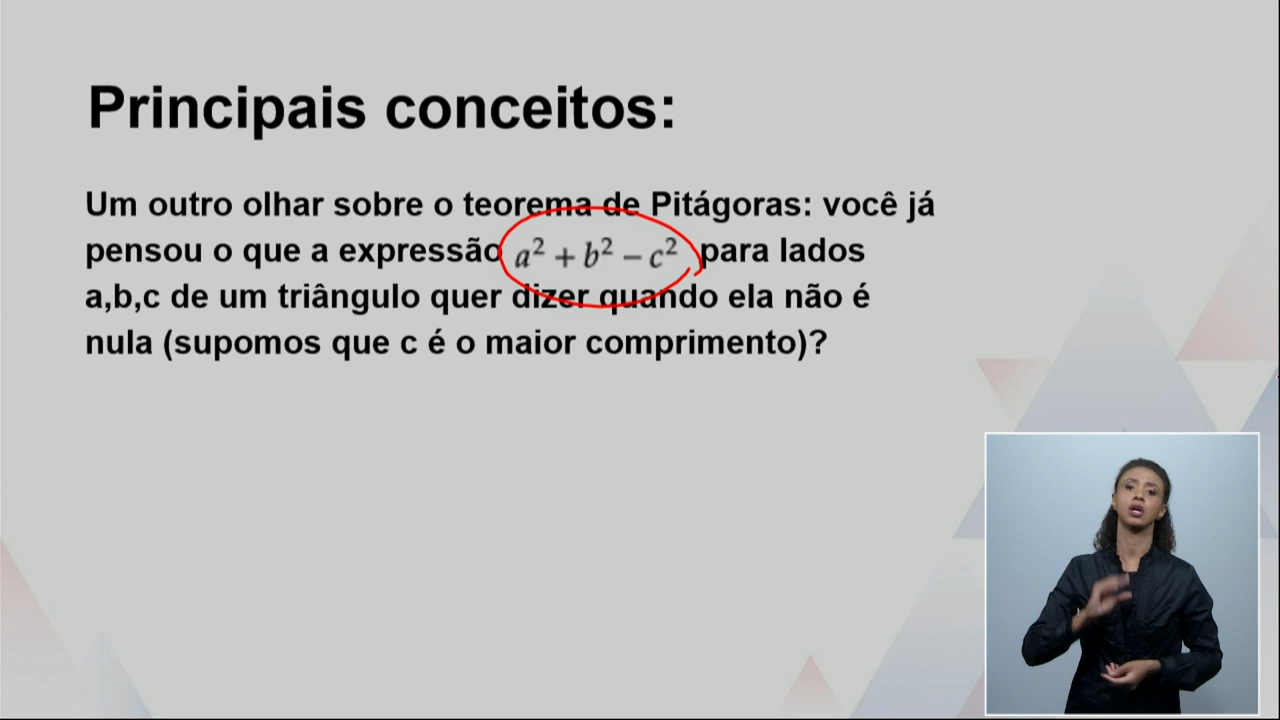 Principais conceitos:
Um outro olhar sobre o teorema de Pitágoras: você já
pensou o que a expressão a² + b² − c² para lados
a,b,c de um triângulo quer dizer quando ela não é
nula (supomos que c é o maior comprimento)?